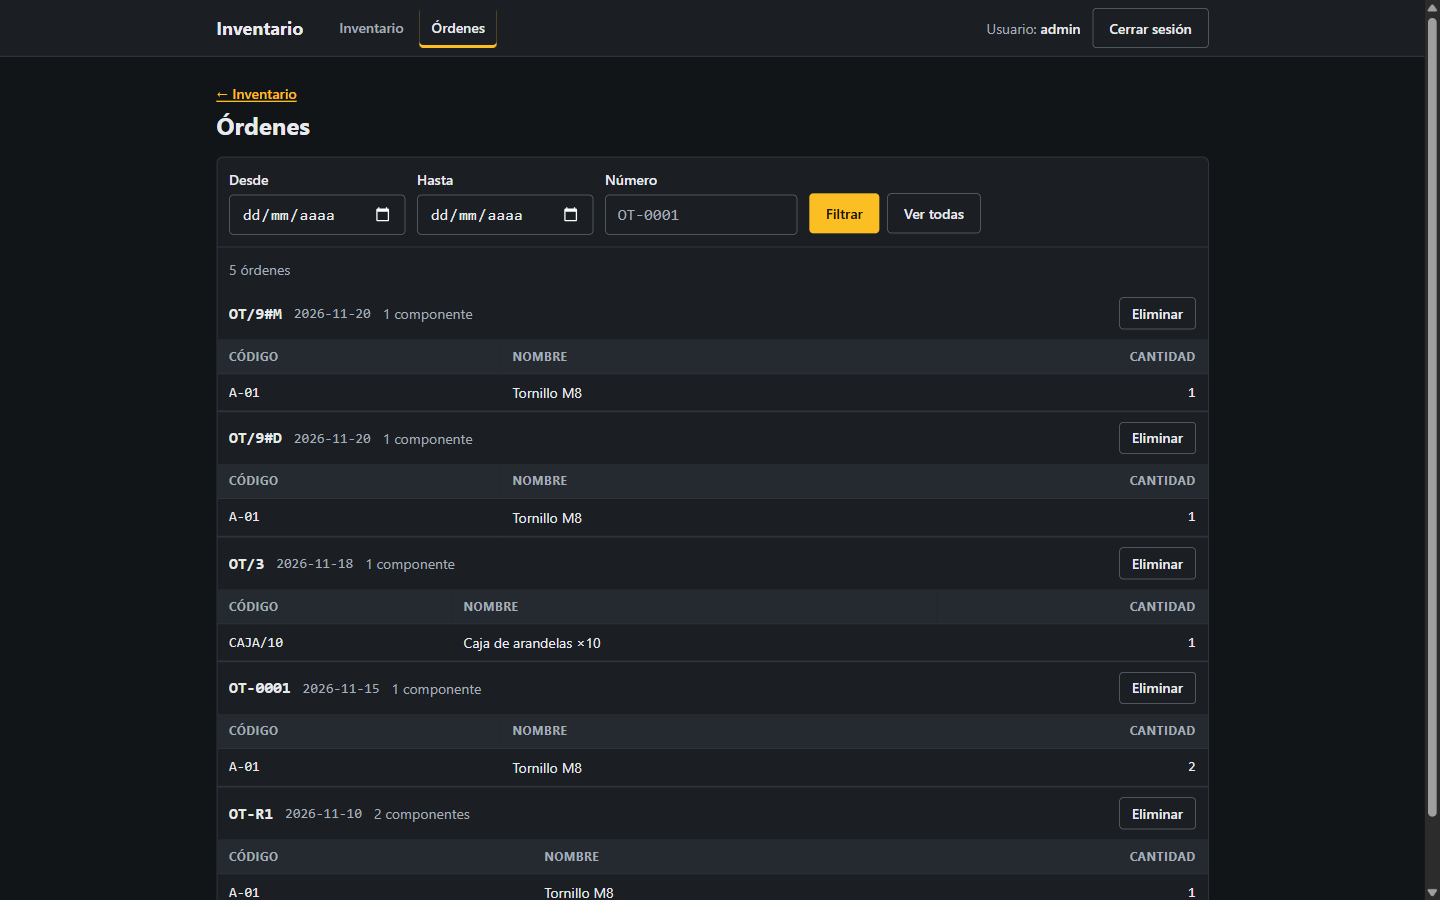 Inventario Inventario Órdenes Usuario: admin Cerrar sesión
← Inventario
Órdenes
Desde Hasta Número
dd/mm/aaaa dd/mm/aaaa OT-0001 Filtrar Ver todas
5 órdenes
OT/9#M 2026-11-20 1 componente Eliminar
CÓDIGO NOMBRE CANTIDAD
A-01 Tornillo M8 1
OT/9#D 2026-11-20 1 componente Eliminar
CÓDIGO NOMBRE CANTIDAD
A-01 Tornillo M8 1
OT/3 2026-11-18 1 componente Eliminar
CÓDIGO NOMBRE CANTIDAD
CAJA/10 Caja de arandelas ×10 1
OT-0001 2026-11-15 1 componente Eliminar
CÓDIGO NOMBRE CANTIDAD
A-01 Tornillo M8 2
OT-R1 2026-11-10 2 componentes Eliminar
CÓDIGO NOMBRE CANTIDAD
A-01 Tornillo M8 1